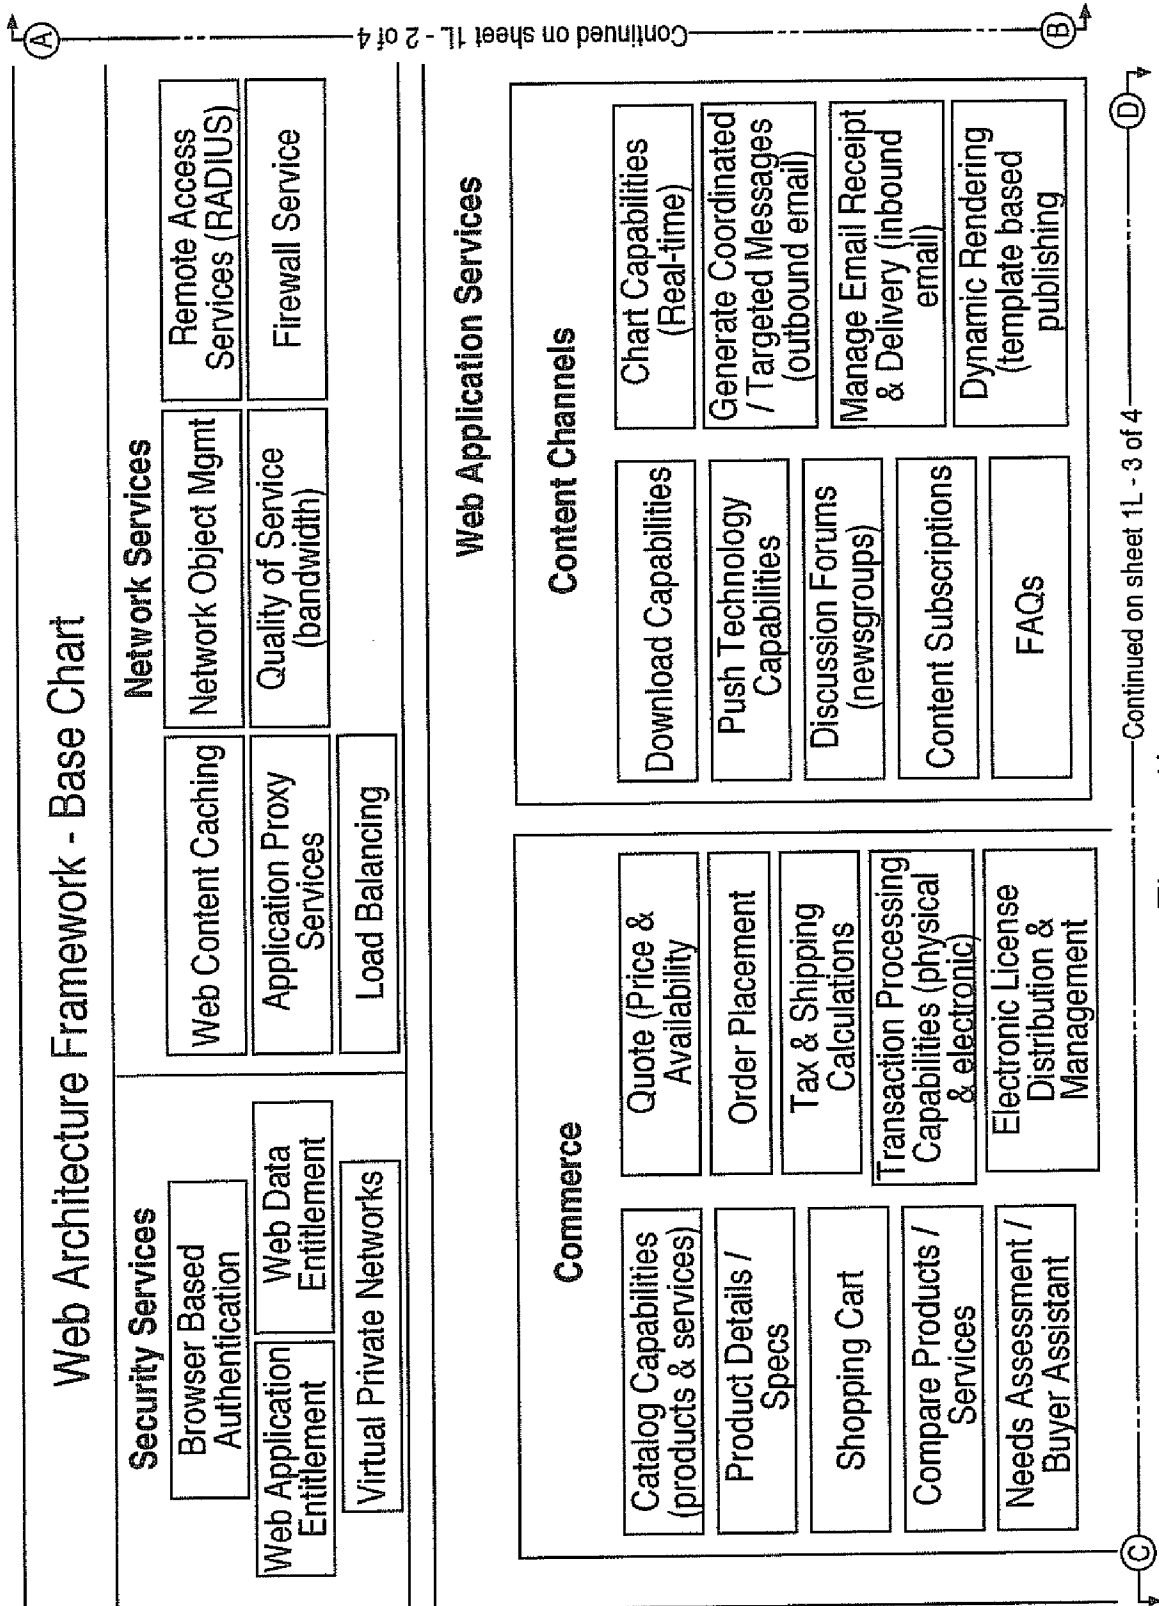 Web Architecture Framework - Base Chart
Security Services
Browser Based
Authentication
Web Application
Entitlement
Web Data
Entitlement
Virtual Private Networks
Network Services
Web Content Caching
Network Object Mgmt
Remote Access
Services (RADIUS)
Application Proxy
Services
Quality of Service
(bandwidth)
Firewall Service
Load Balancing
Web Application Services
Commerce
Catalog Capabilities
(products & services)
Quote (Price &
Availability
Product Details /
Specs
Order Placement
Shopping Cart
Tax & Shipping
Calculations
Compare Products /
Services
Transaction Processing
Capabilities (physical
& electronic)
Needs Assessment /
Buyer Assistant
Electronic License
Distribution &
Management
Content Channels
Download Capabilities
Chart Capabilities
(Real-time)
Push Technology
Capabilities
Generate Coordinated
/ Targeted Messages
(outbound email)
Discussion Forums
(newsgroups)
Manage Email Receipt
& Delivery (inbound
email)
Content Subscriptions
Dynamic Rendering
(template based
publishing
FAQs
A
Continued on sheet 1L - 2 of 4
B
C
Continued on sheet 1L - 3 of 4
D